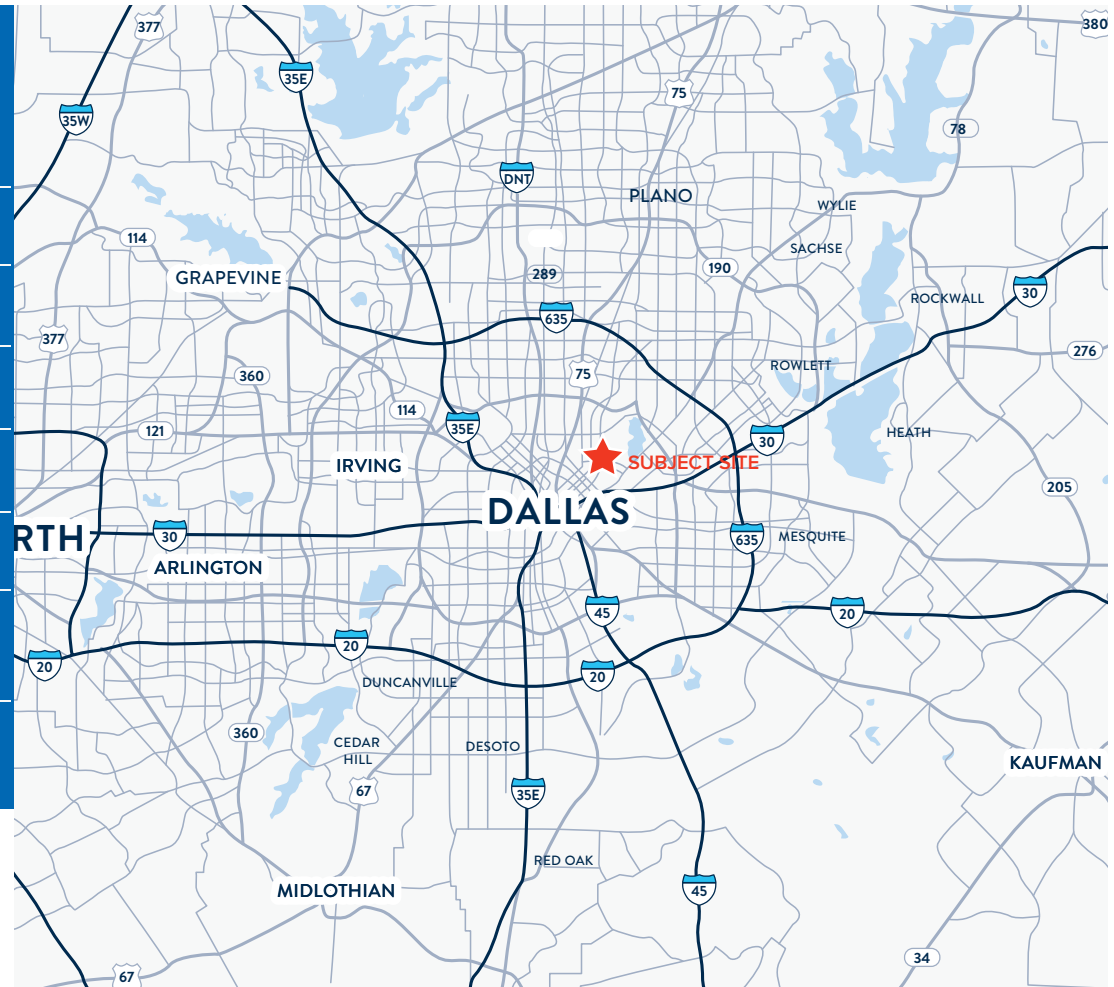 377
380
35E
75
35W
78
DNT
PLANO
WYLIE
114
SACHSE
190
289
GRAPEVINE
30
ROCKWALL
635
377
276
75
ROWLETT
360
114
35E
121
30
HEATH
IRVING
SUBJECT SITE
205
DALLAS
RTH
30
635
MESQUITE
ARLINGTON
45
20
20
20
20
DUNCANVILLE
360
CEDAR
HILL
DESOTO
KAUFMAN
67
35E
RED OAK
MIDLOTHIAN
45
34
67